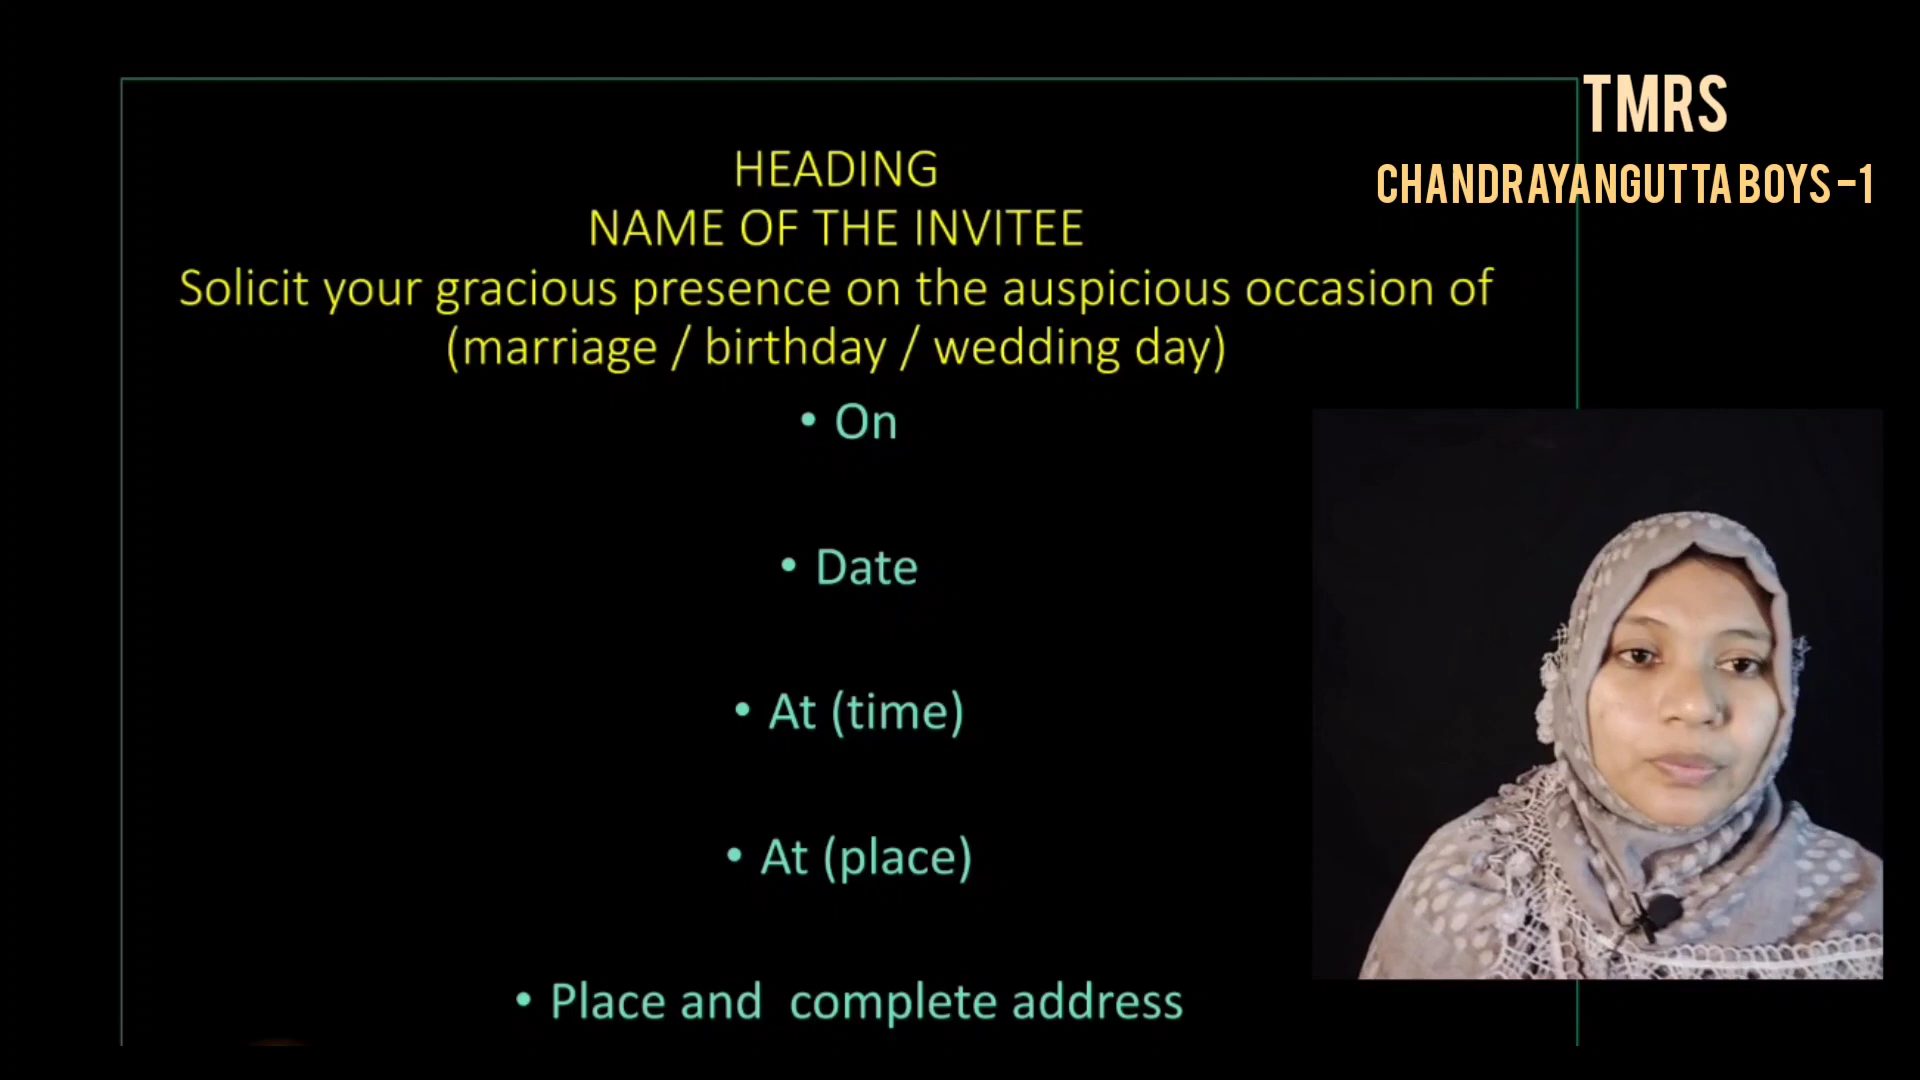 TMRS
CHANDRAYANGUTTA BOYS -1
HEADING
NAME OF THE INVITEE
Solicit your gracious presence on the auspicious occasion of
(marriage / birthday / wedding day)
• On
• Date
• At (time)
• At (place)
• Place and complete address